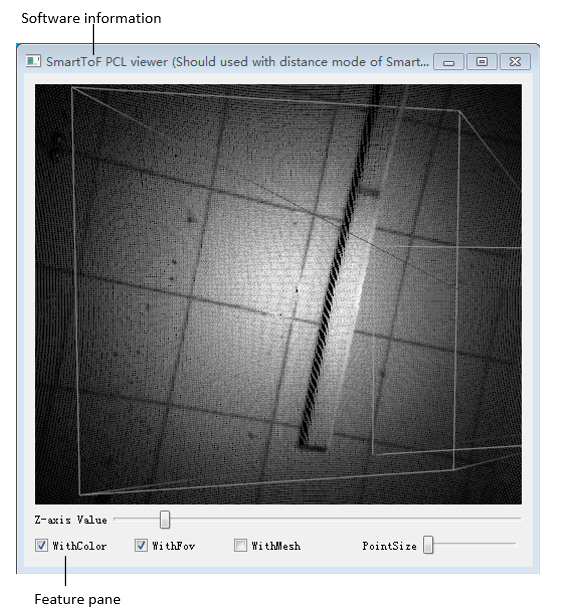 Software information
SmartToF PCL viewer (Should used with distance mode of Smart...
Z-axis Value
WithColor WithFov WithMesh PointSize
Feature pane